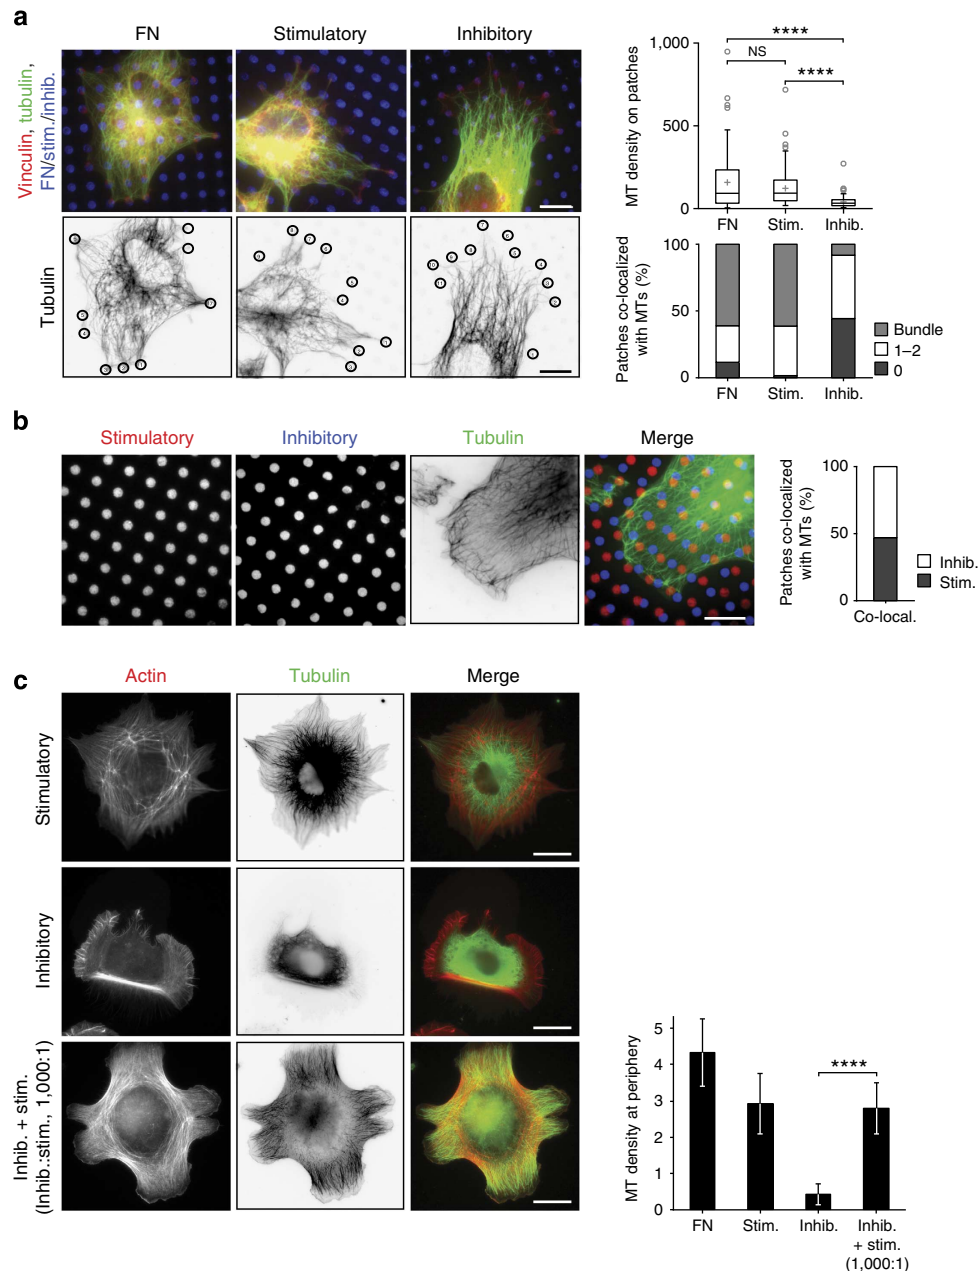 a
FN
Stimulatory
Inhibitory
Vinculin, tubulin,
FN/stim./inhib.
Tubulin
MT density on patches
1,000
500
0
****
NS
****
FN
Stim.
Inhib.
Patches co-localized
with MTs (%)
100
50
0
FN
Stim.
Inhib.
Bundle
1–2
0
b
Stimulatory
Inhibitory
Tubulin
Merge
Patches co-localized
with MTs (%)
100
50
0
Co-local.
Inhib.
Stim.
c
Actin
Tubulin
Merge
Stimulatory
Inhibitory
Inhib. + stim.
(Inhib.:stim., 1,000:1)
MT density at periphery
5
4
3
2
1
0
****
FN
Stim.
Inhib.
Inhib.
+ stim.
(1,000:1)